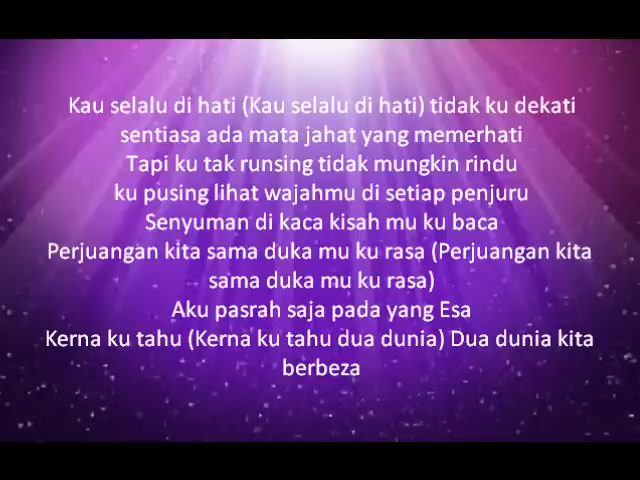 Kau selalu di hati (Kau selalu di hati) tidak ku dekati
sentiasa ada mata jahat yang memerhati
Tapi ku tak runsing tidak mungkin rindu
ku pusing lihat wajahmu di setiap penjuru
Senyuman di kaca kisah mu ku baca
Perjuangan kita sama duka mu ku rasa (Perjuangan kita
sama duka mu ku rasa)
Aku pasrah saja pada yang Esa
Kerna ku tahu (Kerna ku tahu dua dunia) Dua dunia kita
berbeza